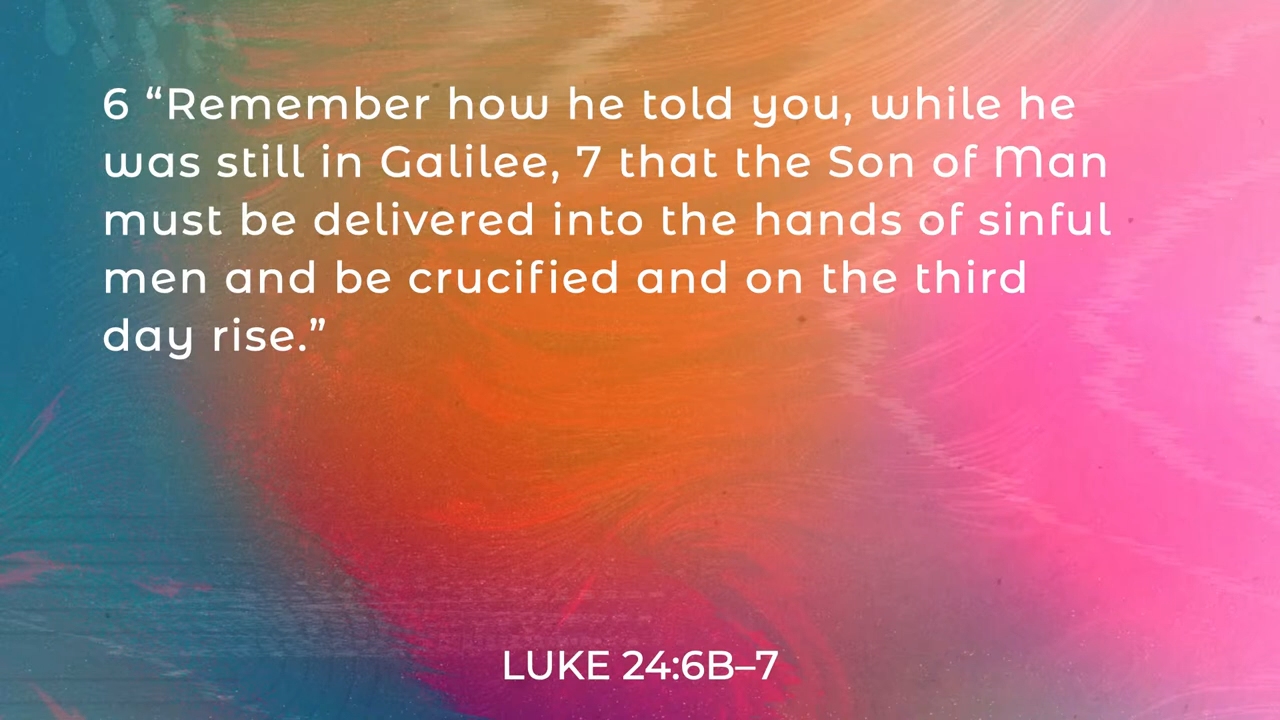 6 “Remember how he told you, while he
was still in Galilee, 7 that the Son of Man
must be delivered into the hands of sinful
men and be crucified and on the third
day rise.”
LUKE 24:6B–7